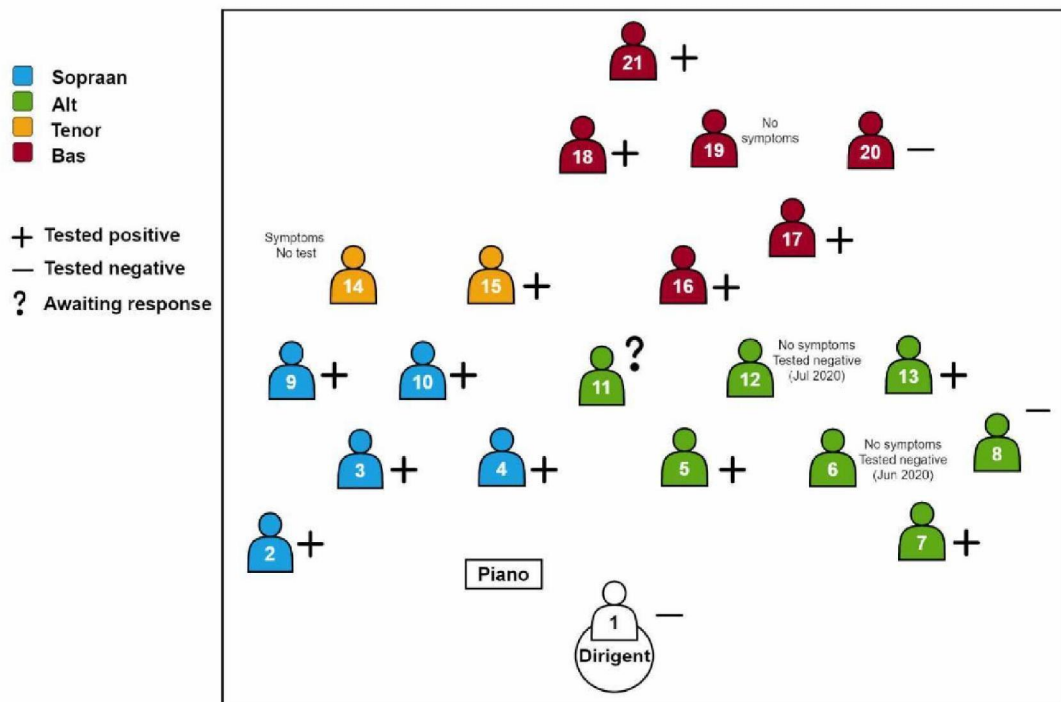 Sopraan
Alt
Tenor
Bas
+ Tested positive
— Tested negative
? Awaiting response
21 +
18 +
19 No
symptoms
20 —
17 +
Symptoms
No test
14
15 +
16 +
9 +
10 +
11 ?
12 No symptoms
Tested negative
(Jul 2020)
13 +
3 +
4 +
5 +
6 No symptoms
Tested negative
(Jun 2020)
8 —
2 +
7 +
Piano
1 —
Dirigent